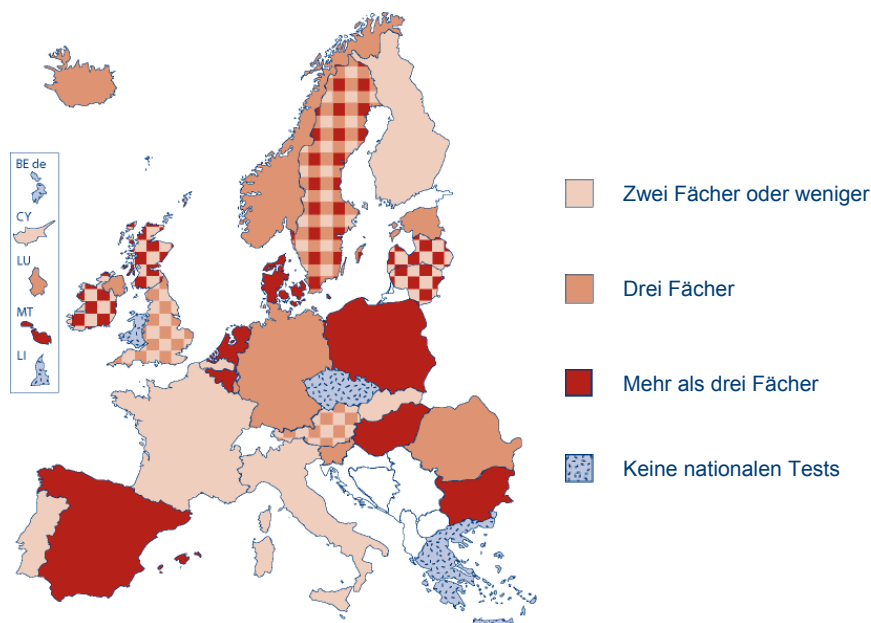 BE de
CY
LU
MT
LI
Zwei Fächer oder weniger
Drei Fächer
Mehr als drei Fächer
Keine nationalen Tests